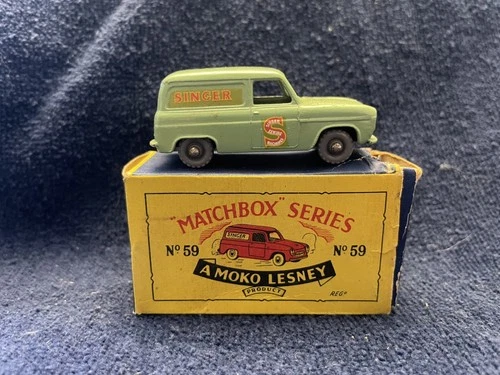 SINGER
S
"MATCHBOX" SERIES
SINGER
Nº 59
Nº 59
A MOKO LESNEY
PRODUCT
REGD